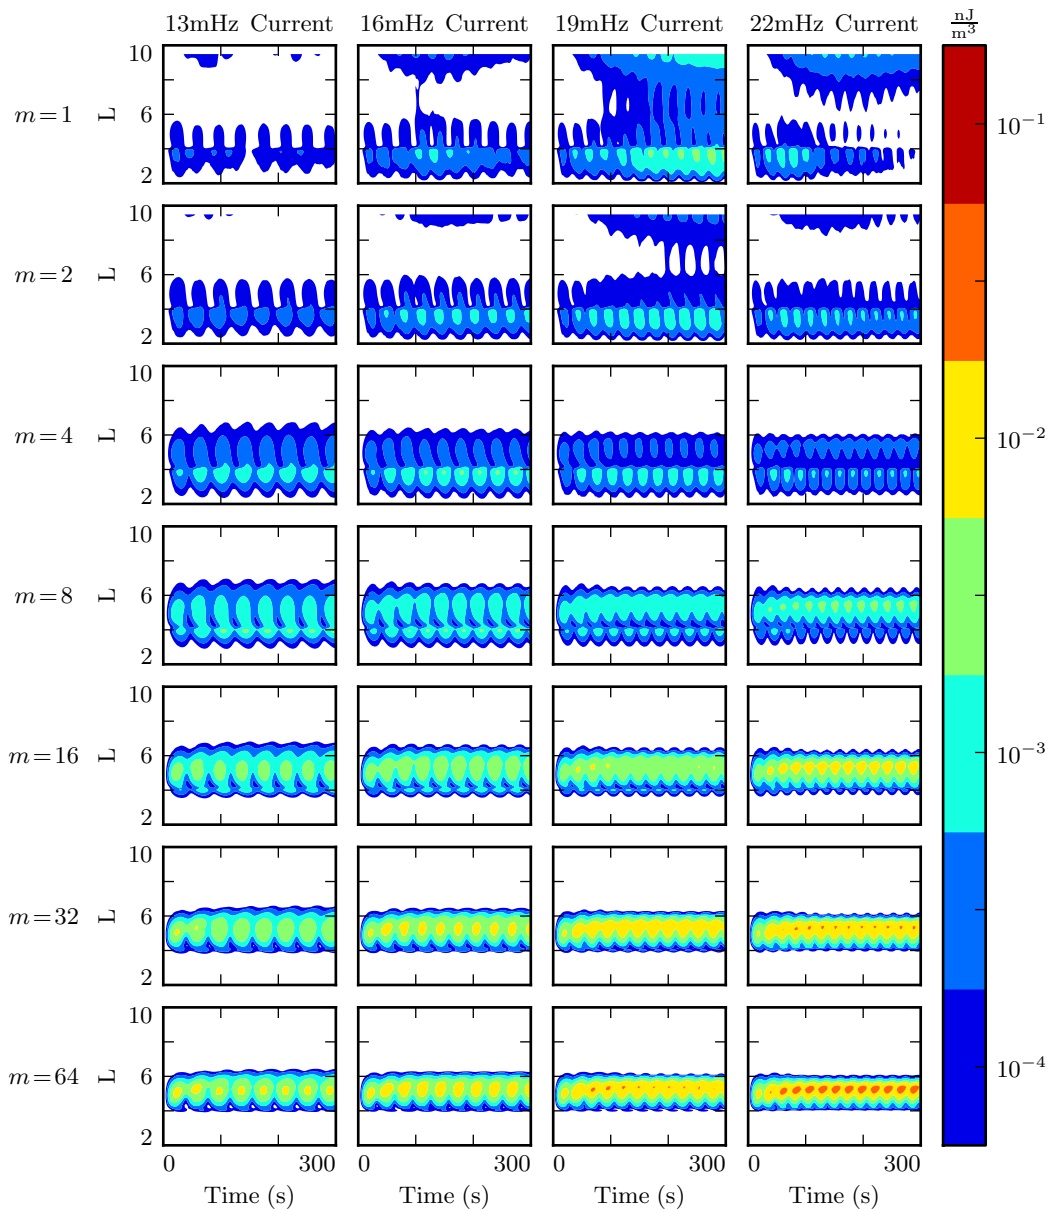 13mHz Current 16mHz Current 19mHz Current 22mHz Current nJ/m³
10 6 2 L m=1
10 6 2 L m=2
10 6 2 L m=4
10 6 2 L m=8
10 6 2 L m=16
10 6 2 L m=32
10 6 2 L m=64
0 300 0 300 0 300 0 300
Time (s) Time (s) Time (s) Time (s)
10⁻¹
10⁻²
10⁻³
10⁻⁴